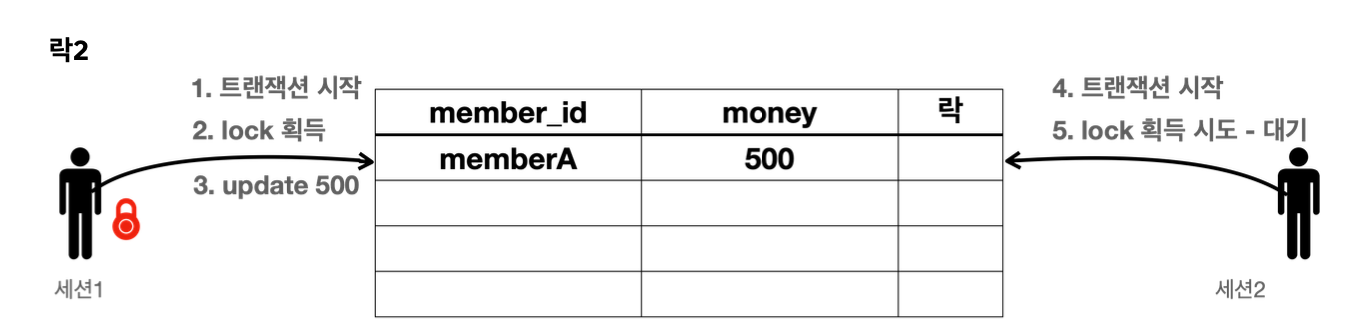 락2
1. 트랜잭션 시작
2. lock 획득
3. update 500
member_id money 락
memberA 500
4. 트랜잭션 시작
5. lock 획득 시도 - 대기
세션1
세션2